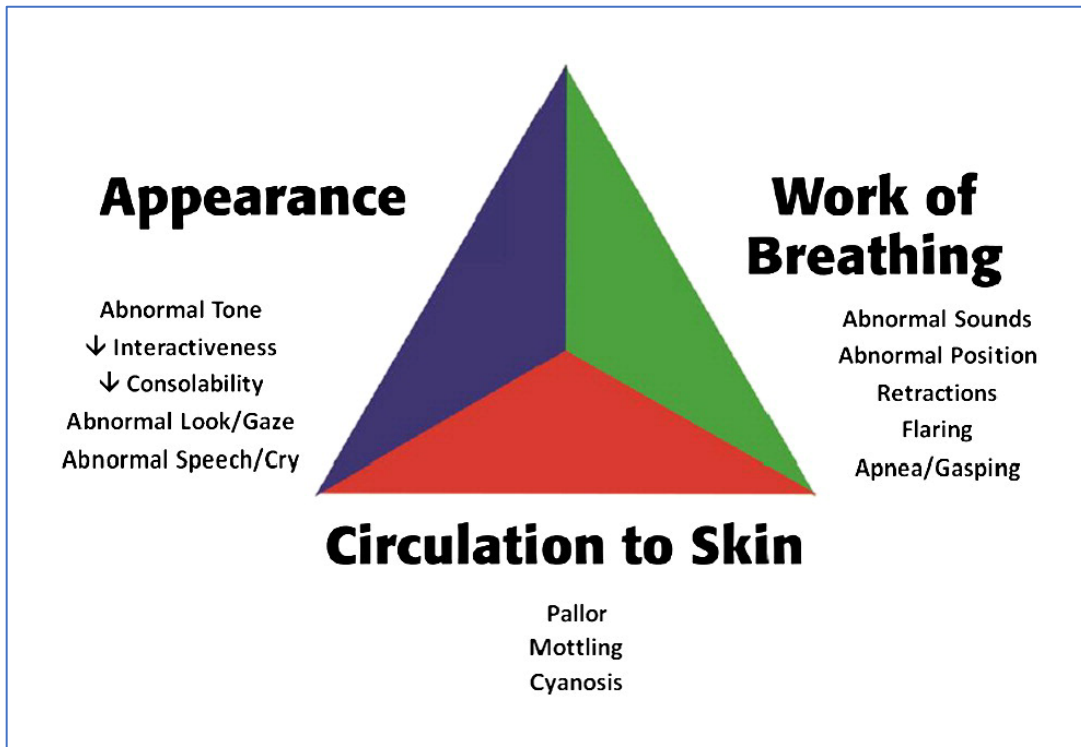 Appearance
Abnormal Tone
↓ Interactiveness
↓ Consolability
Abnormal Look/Gaze
Abnormal Speech/Cry
Work of
Breathing
Abnormal Sounds
Abnormal Position
Retractions
Flaring
Apnea/Gasping
Circulation to Skin
Pallor
Mottling
Cyanosis